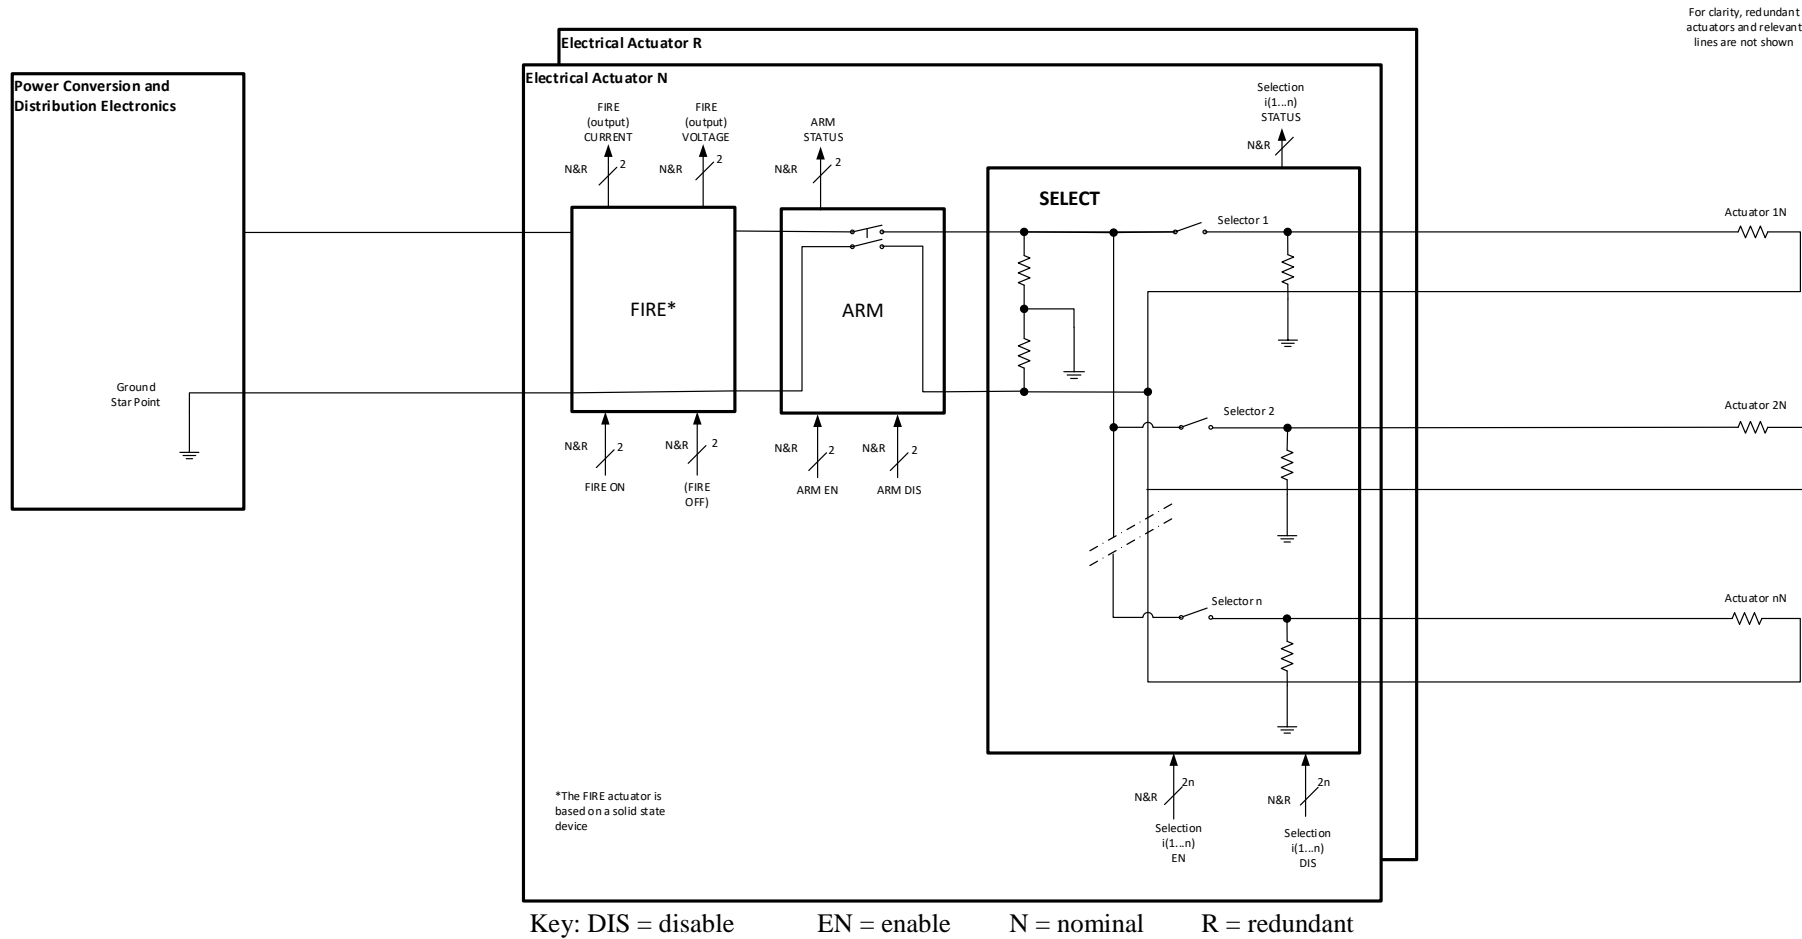 For clarity, redundant
actuators and relevant
lines are not shown
Electrical Actuator R
Electrical Actuator N
Power Conversion and
Distribution Electronics
FIRE
(output)
CURRENT
N&R
2
FIRE
(output)
VOLTAGE
N&R
2
ARM
STATUS
N&R
2
Selection
i(1...n)
STATUS
N&R
SELECT
Selector 1
Actuator 1N
FIRE*
ARM
Ground
Star Point
Selector 2
Actuator 2N
N&R
2
FIRE ON
N&R
2
(FIRE
OFF)
N&R
2
ARM EN
N&R
2
ARM DIS
Selector n
Actuator nN
*The FIRE actuator is
based on a solid state
device
N&R
2n
Selection
i(1...n)
EN
N&R
2n
Selection
i(1...n)
DIS
Key: DIS = disable EN = enable N = nominal R = redundant